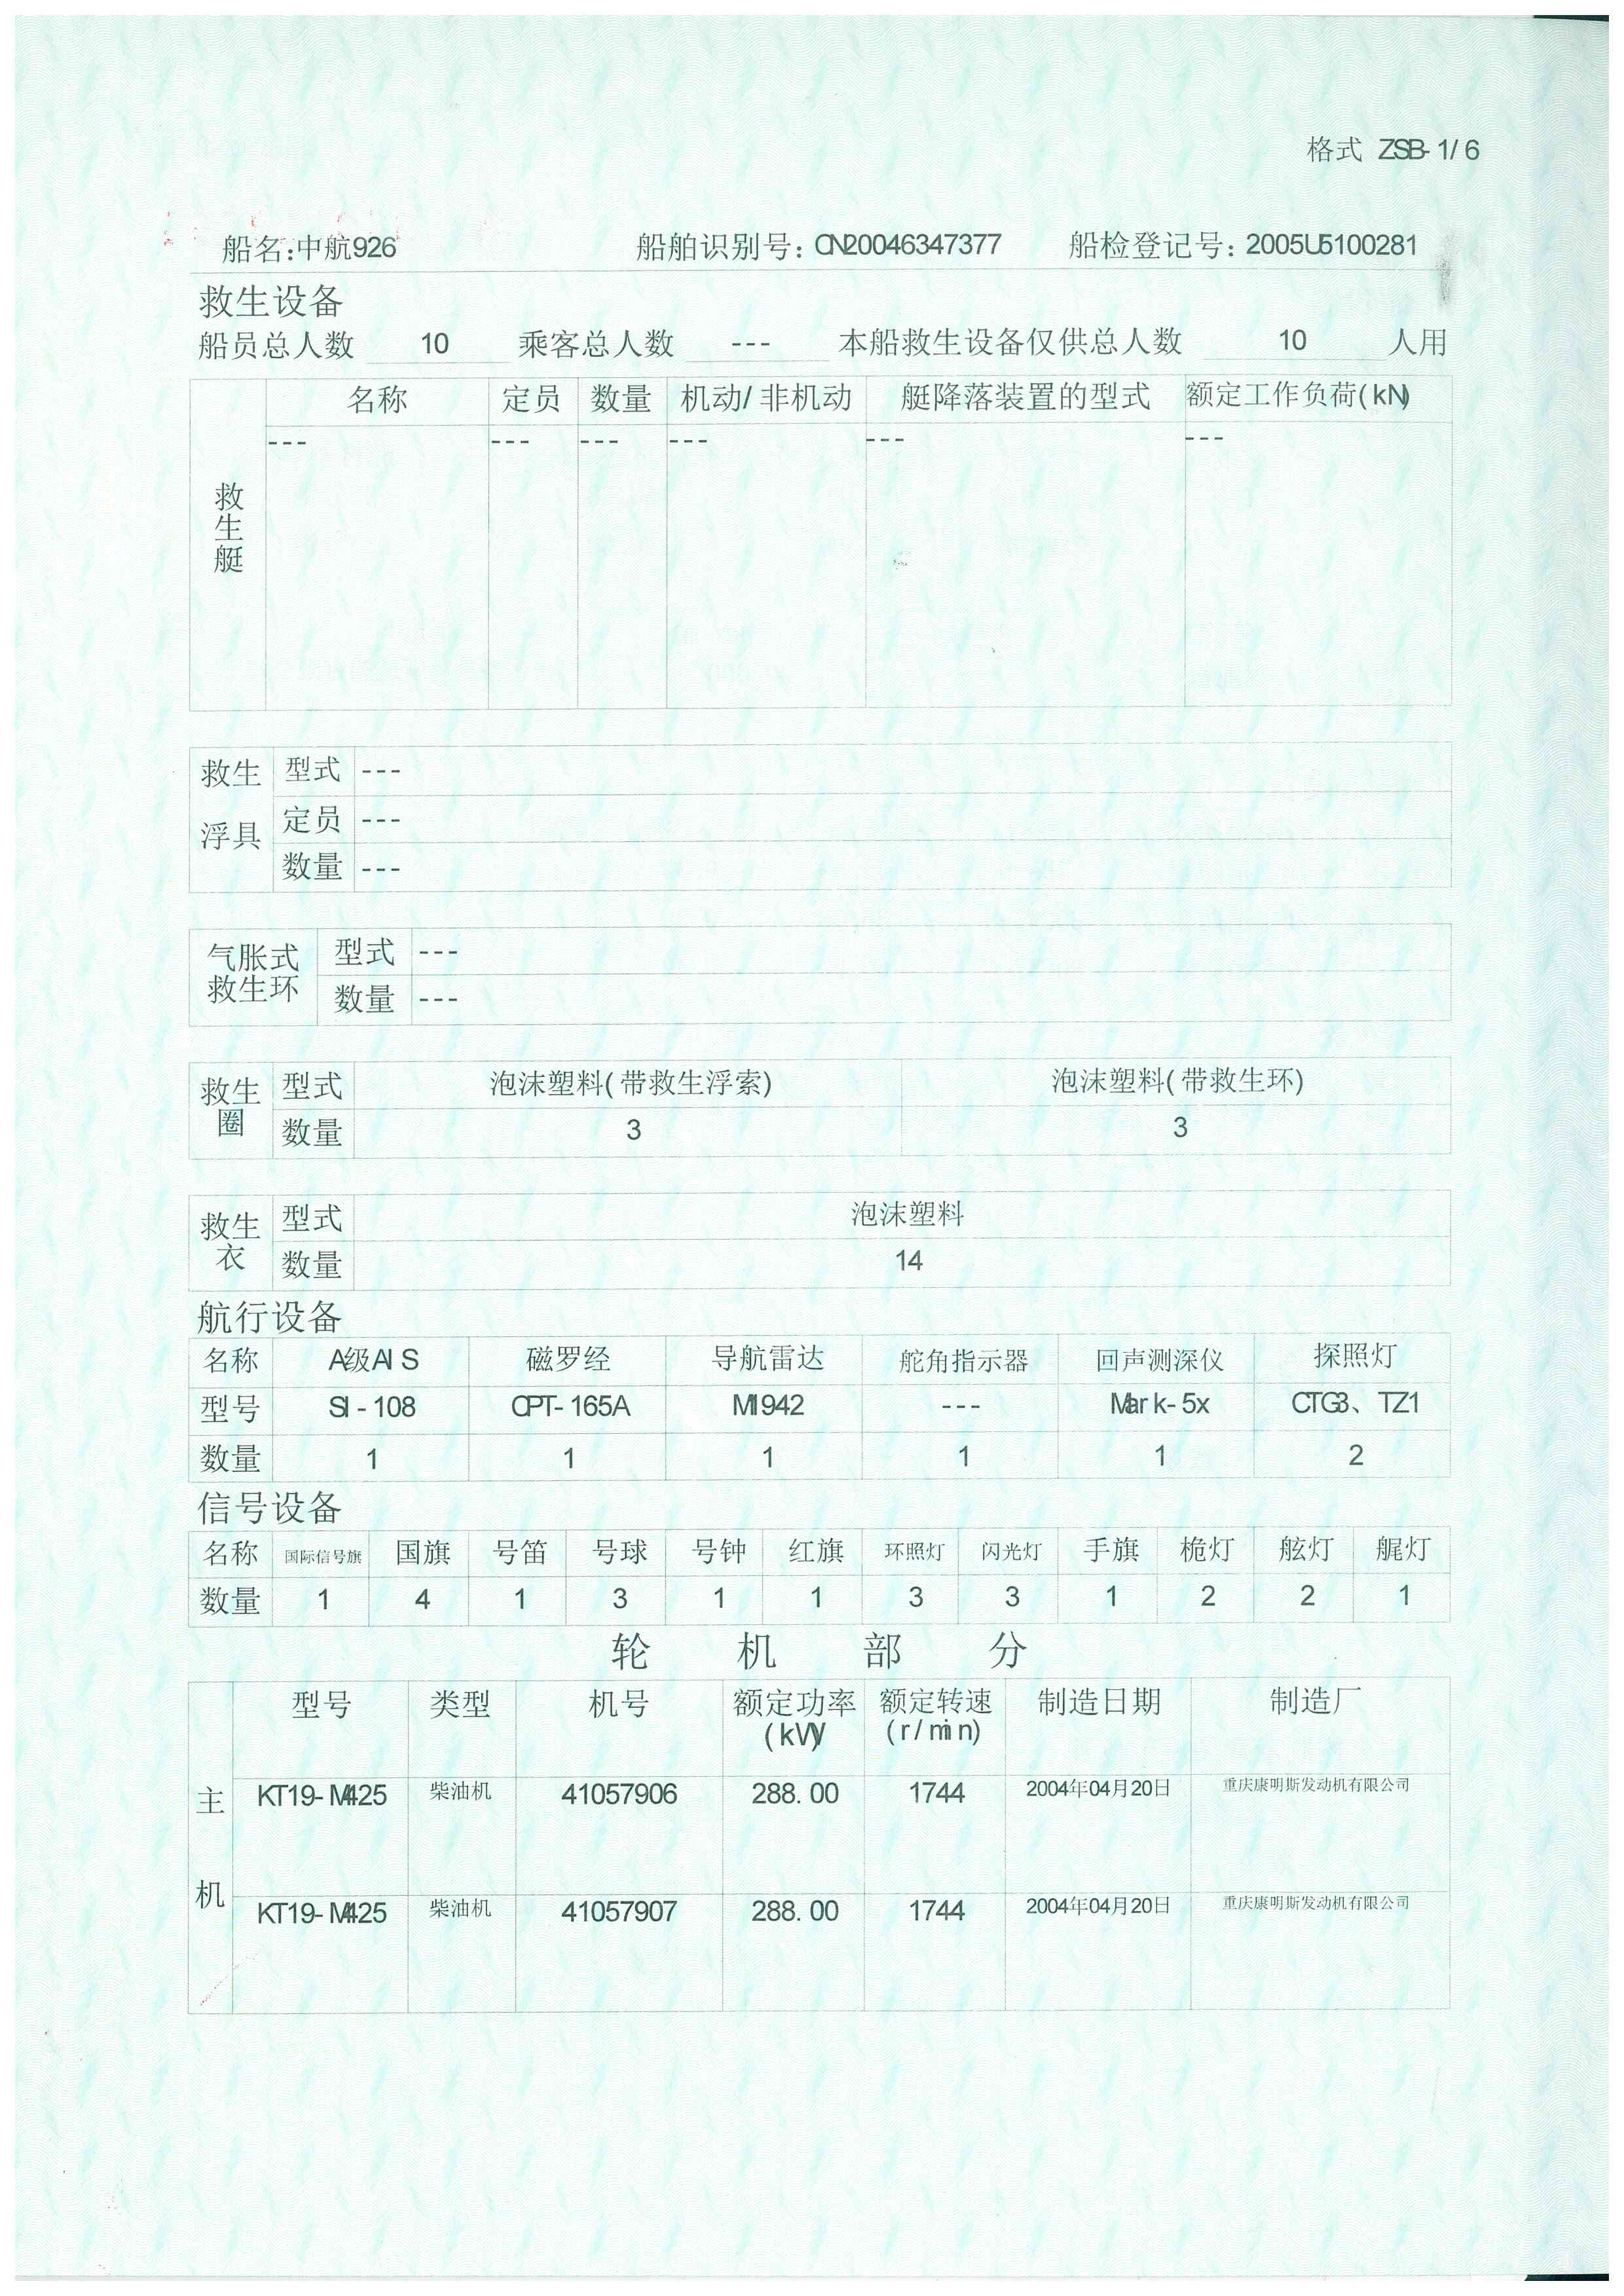 格式 ZSB-1/6
船名:中航926 船舶识别号:CN20046347377 船检登记号:2005U5100281
救生设备
船员总人数 10 乘客总人数 --- 本船救生设备仅供总人数 10 人用
救生艇
名称 定员 数量 机动/非机动 艇降落装置的型式 额定工作负荷(kN)
--- --- --- --- --- ---
救生浮具
型式 ---
定员 ---
数量 ---
气胀式救生环
型式 ---
数量 ---
救生圈
型式 泡沫塑料(带救生浮索) 泡沫塑料(带救生环)
数量 3 3
救生衣
型式 泡沫塑料
数量 14
航行设备
名称 A级AIS 磁罗经 导航雷达 舵角指示器 回声测深仪 探照灯
型号 SI-108 CPT-165A M1942 --- Mark-5x CTG3、TZ1
数量 1 1 1 1 1 2
信号设备
名称 国际信号旗 国旗 号笛 号球 号钟 红旗 环照灯 闪光灯 手旗 桅灯 舷灯 艉灯
数量 1 4 1 3 1 1 3 3 1 2 2 1
轮机部分
主机
型号 类型 机号 额定功率(kW) 额定转速(r/min) 制造日期 制造厂
KT19-M425 柴油机 41057906 288.00 1744 2004年04月20日 重庆康明斯发动机有限公司
KT19-M425 柴油机 41057907 288.00 1744 2004年04月20日 重庆康明斯发动机有限公司